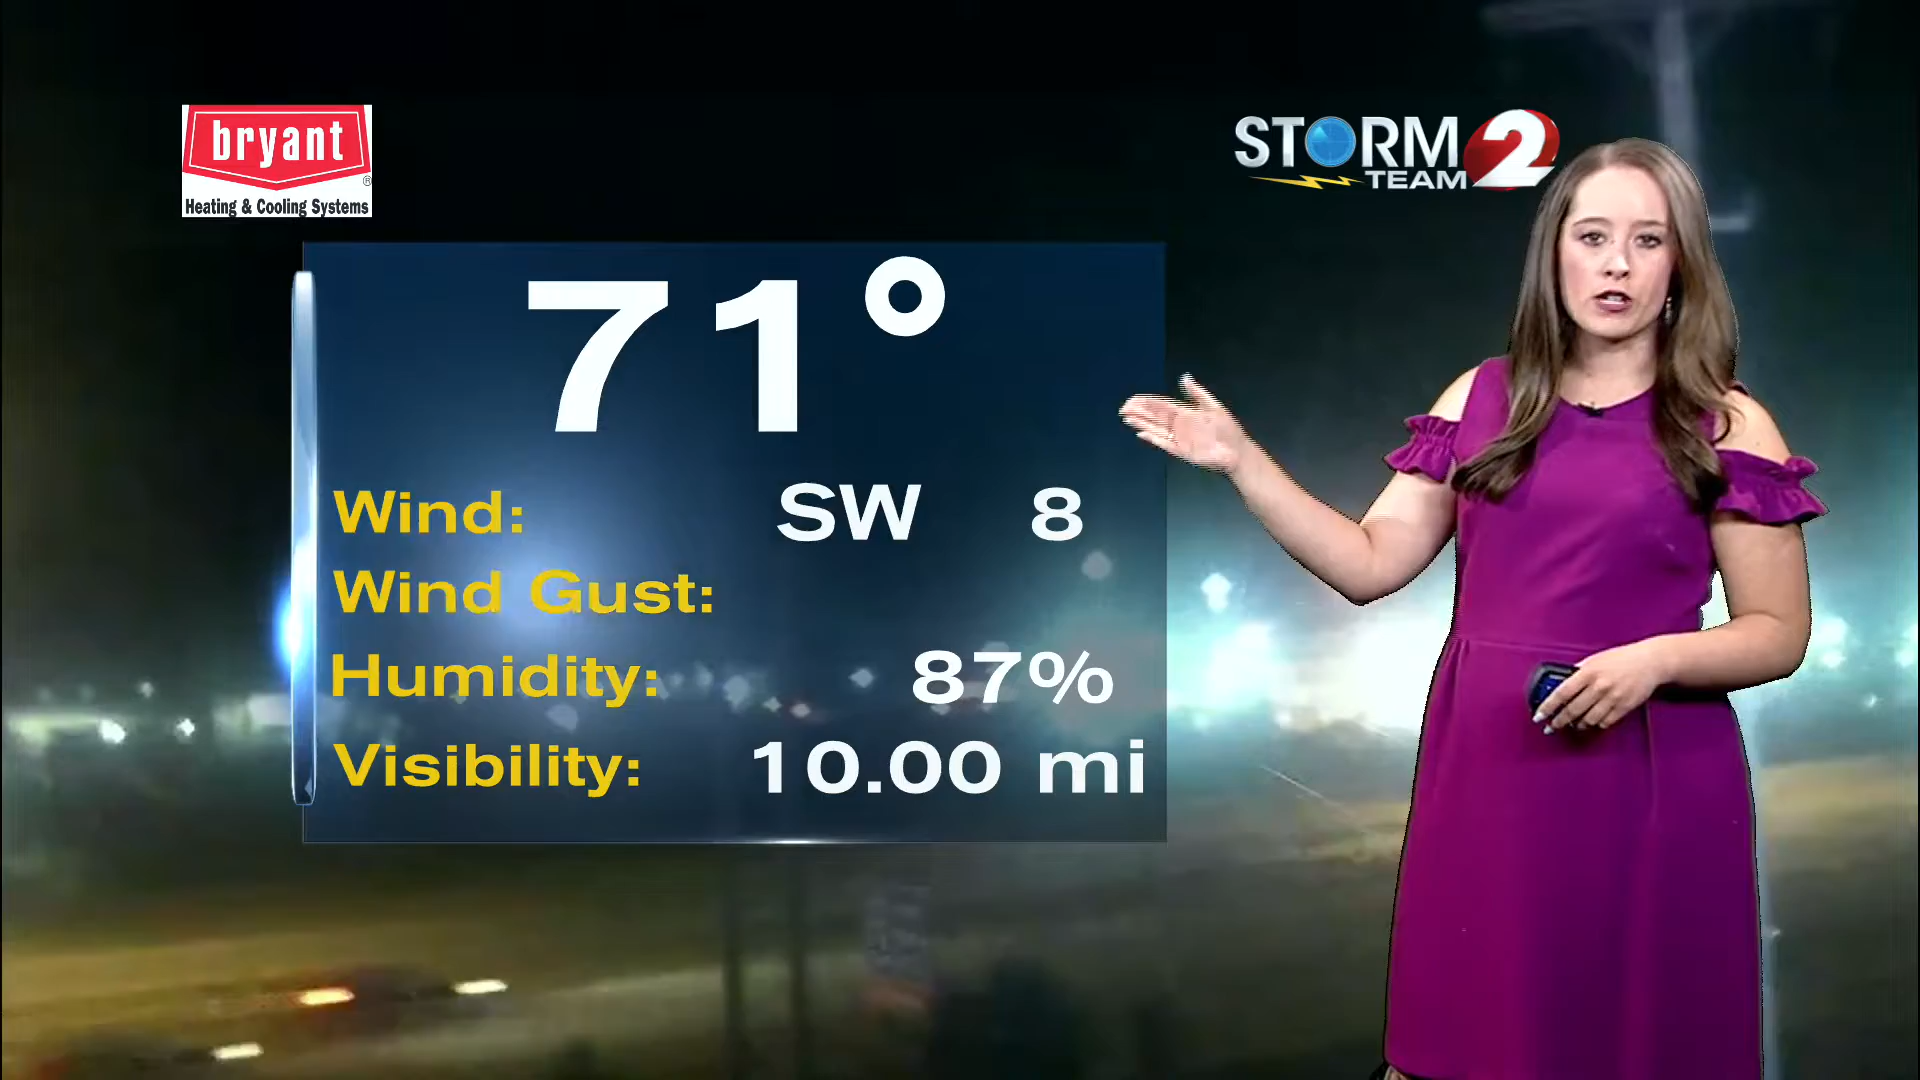 bryant
®
Heating & Cooling Systems
STORM
TEAM 2
71°
Wind: SW 8
Wind Gust:
Humidity: 87%
Visibility: 10.00 mi